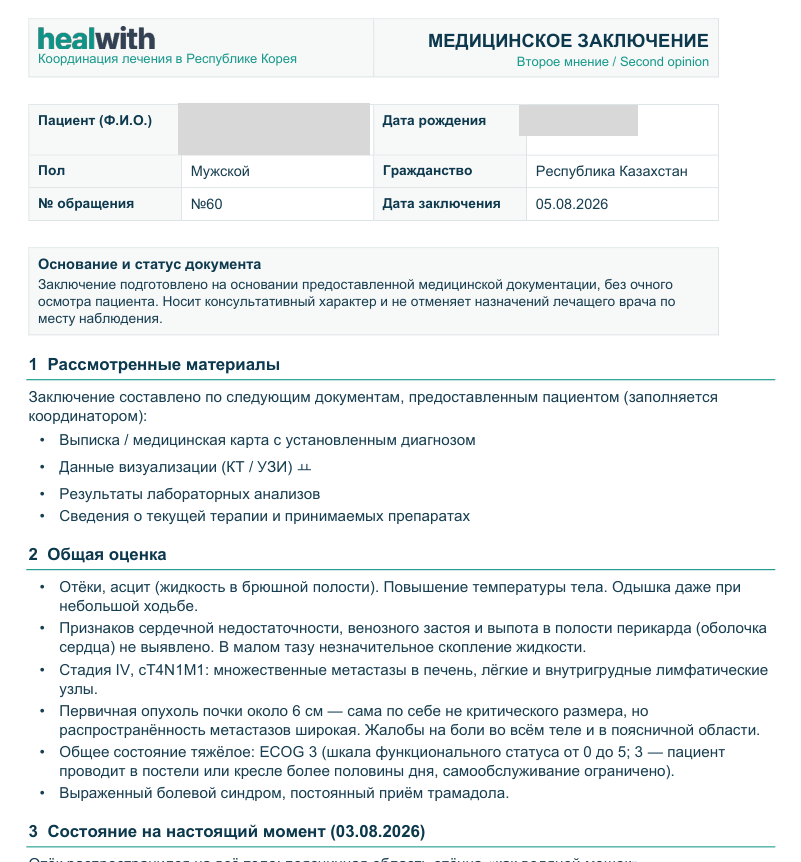 healwith
Координация лечения в Республике Корея
МЕДИЦИНСКОЕ ЗАКЛЮЧЕНИЕ
Второе мнение / Second opinion
Пациент (Ф.И.О.)
Дата рождения
Пол
Мужской
Гражданство
Республика Казахстан
№ обращения
№60
Дата заключения
05.08.2026
Основание и статус документа
Заключение подготовлено на основании предоставленной медицинской документации, без очного
осмотра пациента. Носит консультативный характер и не отменяет назначений лечащего врача по
месту наблюдения.
1 Рассмотренные материалы
Заключение составлено по следующим документам, предоставленным пациентом (заполняется
координатором):
• Выписка / медицинская карта с установленным диагнозом
• Данные визуализации (КТ / УЗИ) ㅛ
• Результаты лабораторных анализов
• Сведения о текущей терапии и принимаемых препаратах
2 Общая оценка
• Отёки, асцит (жидкость в брюшной полости). Повышение температуры тела. Одышка даже при
небольшой ходьбе.
• Признаков сердечной недостаточности, венозного застоя и выпота в полости перикарда (оболочка
сердца) не выявлено. В малом тазу незначительное скопление жидкости.
• Стадия IV, cT4N1M1: множественные метастазы в печень, лёгкие и внутригрудные лимфатические
узлы.
• Первичная опухоль почки около 6 см — сама по себе не критического размера, но
распространённость метастазов широкая. Жалобы на боли во всём теле и в поясничной области.
• Общее состояние тяжёлое: ECOG 3 (шкала функционального статуса от 0 до 5; 3 — пациент
проводит в постели или кресле более половины дня, самообслуживание ограничено).
• Выраженный болевой синдром, постоянный приём трамадола.
3 Состояние на настоящий момент (03.08.2026)